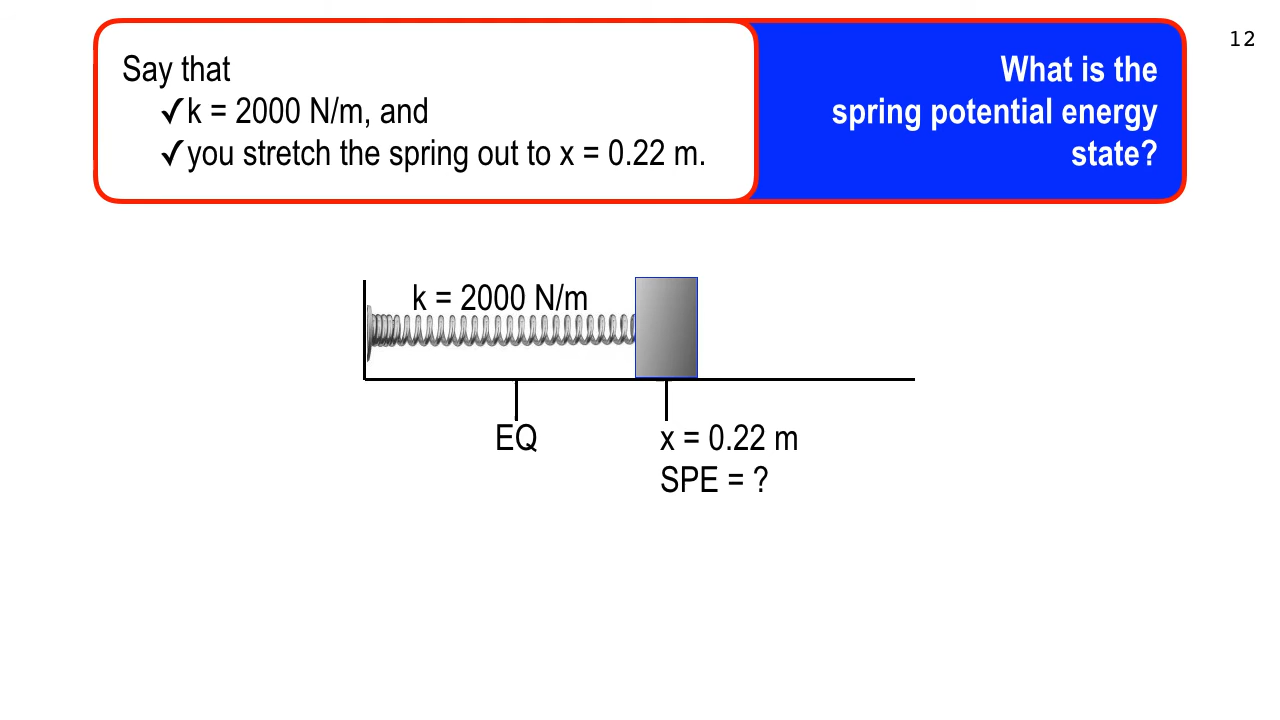 Say that
✓k = 2000 N/m, and
✓you stretch the spring out to x = 0.22 m.
What is the
spring potential energy
state?
12
k = 2000 N/m
EQ
x = 0.22 m
SPE = ?